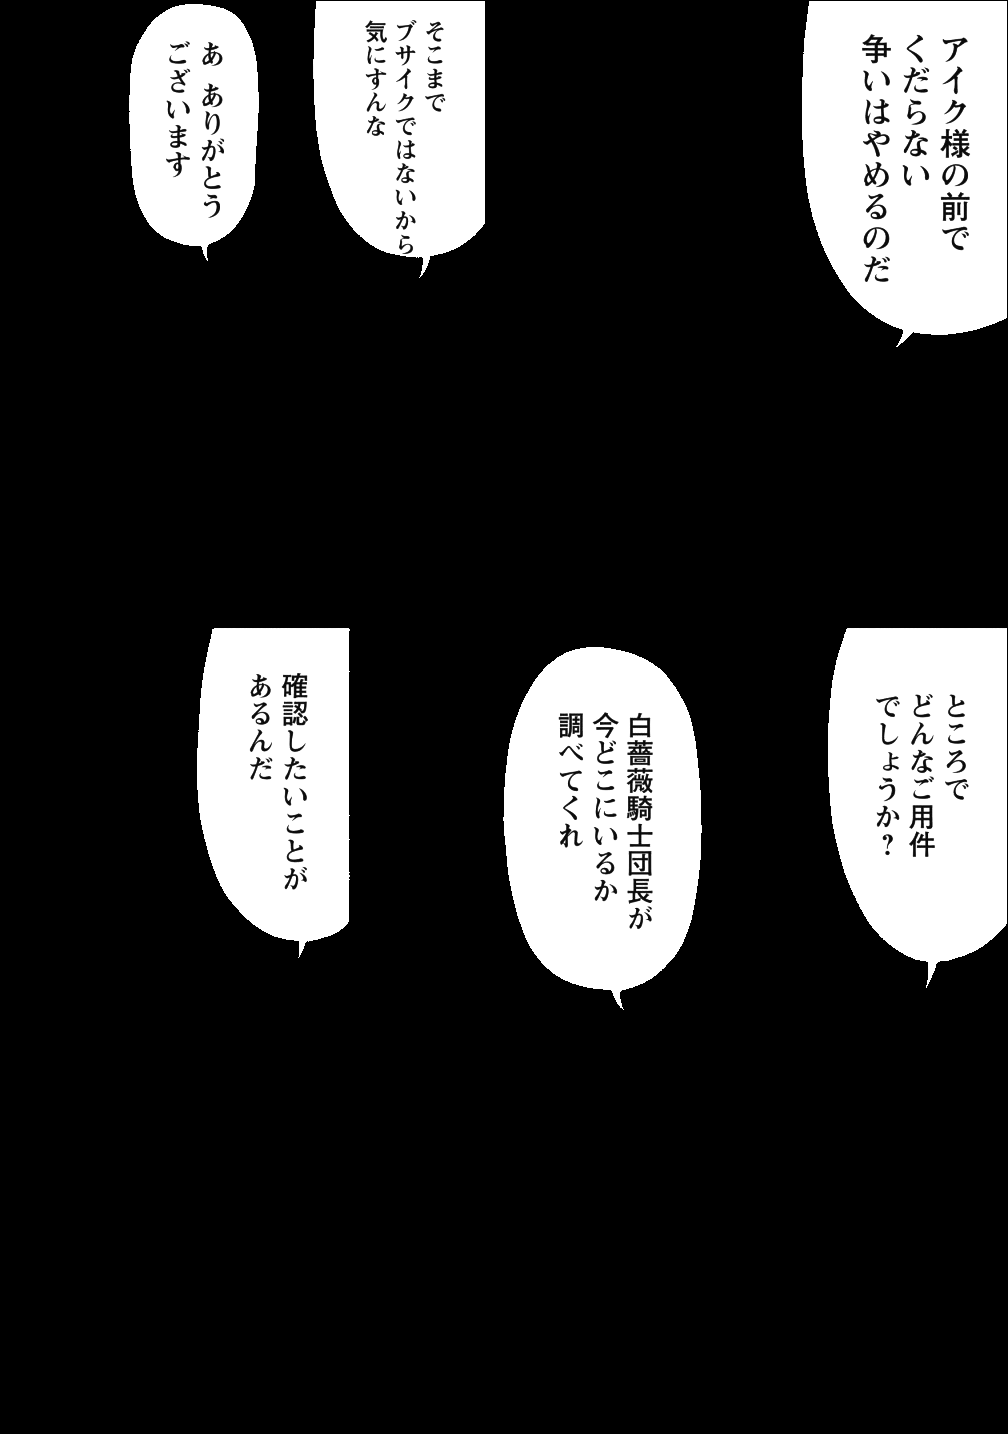 アイク様の前で
くだらない
争いはやめるのだ
そこまで
ブサイクではないから
気にすんな
あ ありがとう
ございます
ところで
どんなご用件
でしょうか?
白薔薇騎士団長が
今どこにいるか
調べてくれ
確認したいことが
あるんだ